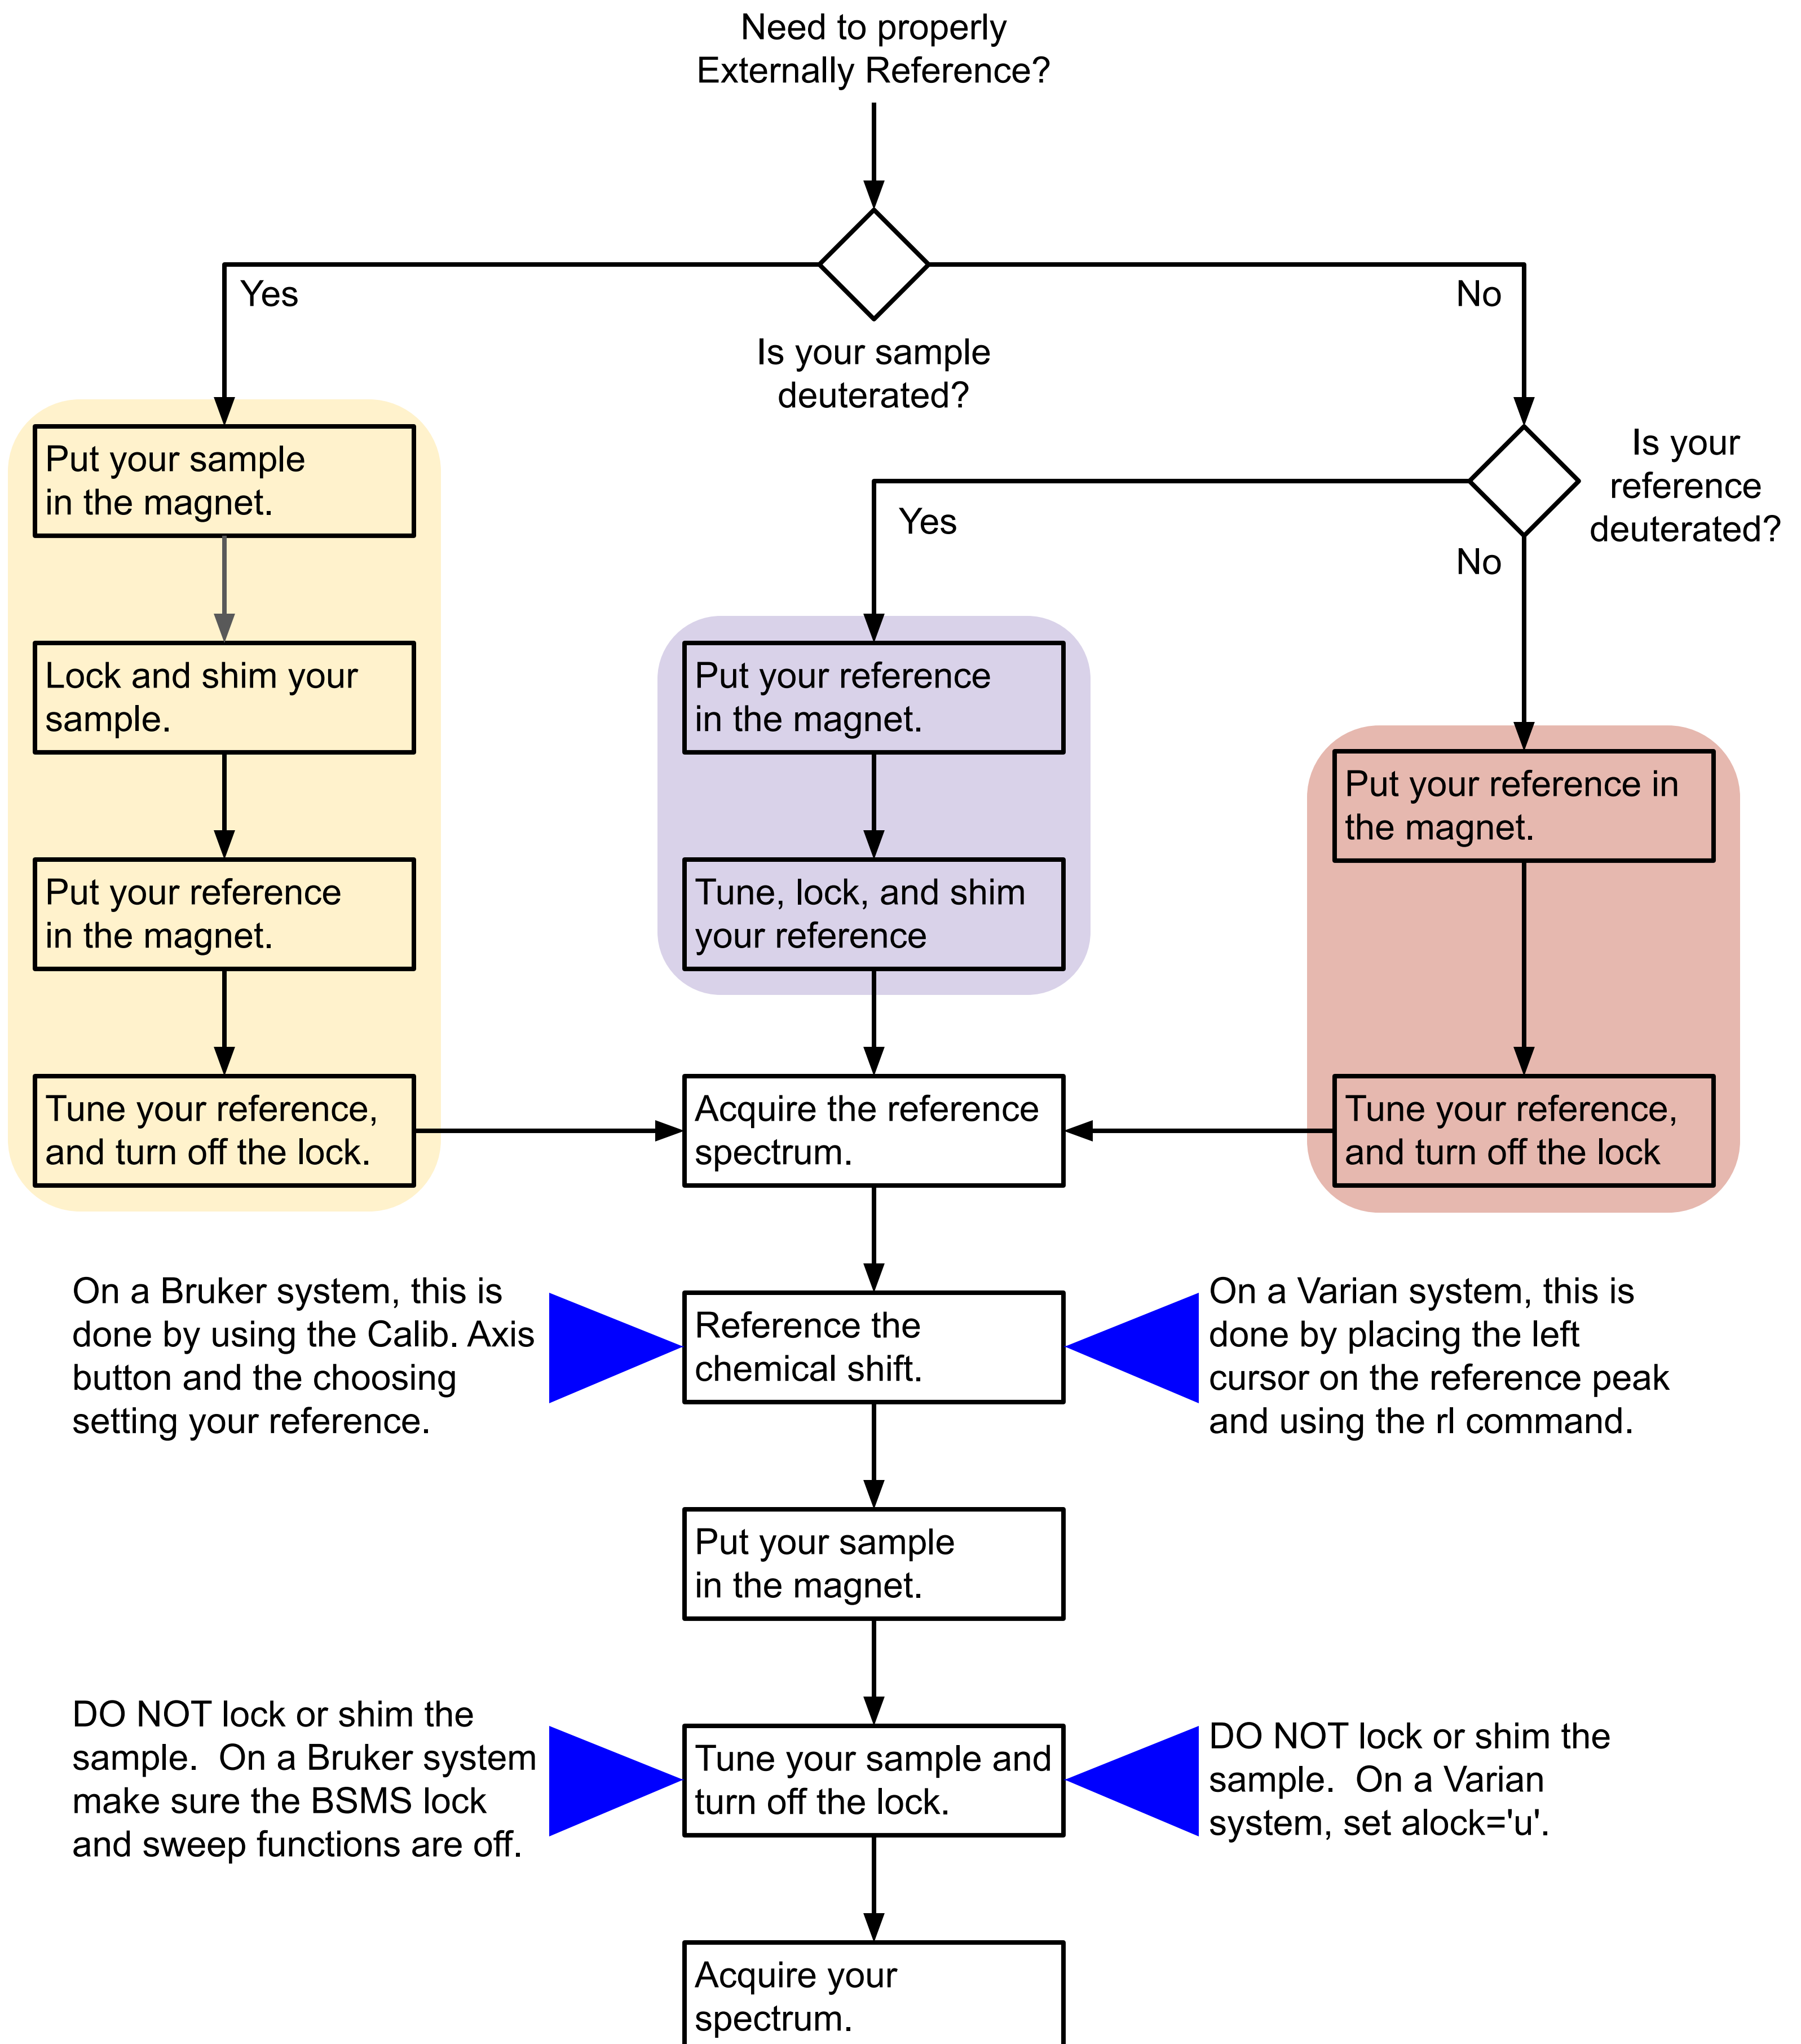 Need to properly
Externally Reference?
Yes
No
Is your sample
deuterated?
Put your sample
in the magnet.
Is your
reference
deuterated?
Yes
No
Lock and shim your
sample.
Put your reference
in the magnet.
Put your reference in
the magnet.
Put your reference
in the magnet.
Tune, lock, and shim
your reference
Tune your reference,
and turn off the lock.
Acquire the reference
spectrum.
Tune your reference,
and turn off the lock
On a Bruker system, this is
done by using the Calib. Axis
button and the choosing
setting your reference.
Reference the
chemical shift.
On a Varian system, this is
done by placing the left
cursor on the reference peak
and using the rl command.
Put your sample
in the magnet.
DO NOT lock or shim the
sample.  On a Bruker system
make sure the BSMS lock
and sweep functions are off.
Tune your sample and
turn off the lock.
DO NOT lock or shim the
sample.  On a Varian
system, set alock='u'.
Acquire your
spectrum.